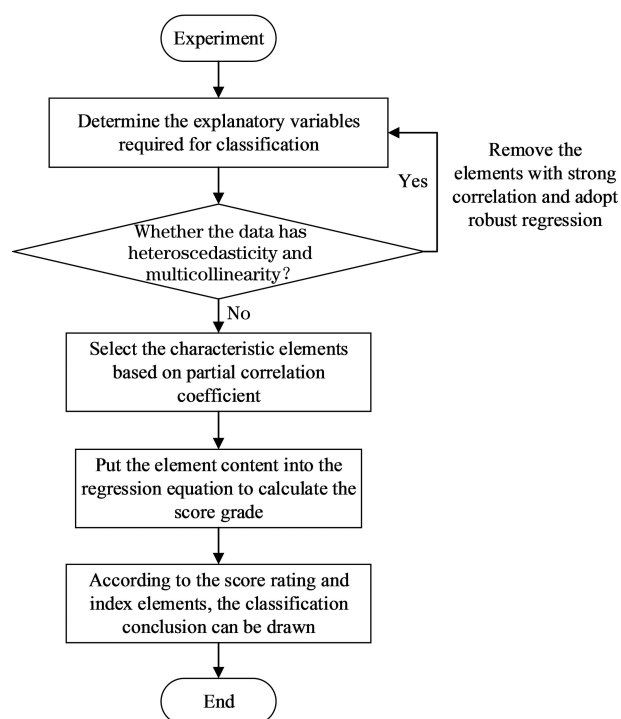 Experiment
Determine the explanatory variables
required for classification
Remove the
elements with strong
correlation and adopt
robust regression
Yes
Whether the data has
heteroscedasticity and
multicollinearity?
No
Select the characteristic elements
based on partial correlation
coefficient
Put the element content into the
regression equation to calculate the
score grade
According to the score rating and
index elements, the classification
conclusion can be drawn
End